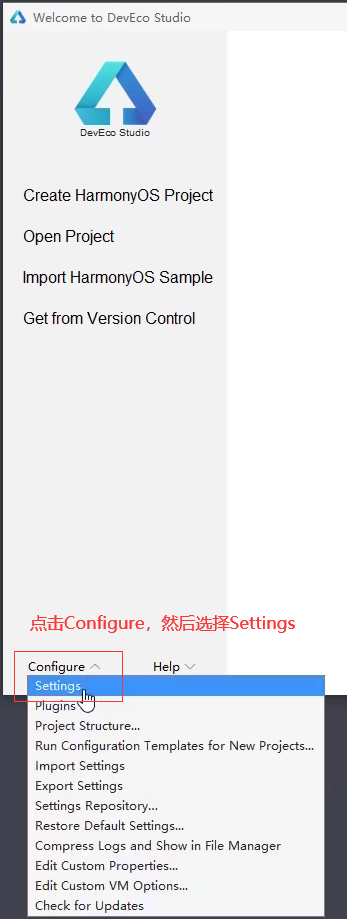 Welcome to DevEco Studio
DevEco Studio
Create HarmonyOS Project
Open Project
Import HarmonyOS Sample
Get from Version Control
点击Configure，然后选择Settings
Configure
Help
Settings
Plugins
Project Structure...
Run Configuration Templates for New Projects...
Import Settings
Export Settings
Settings Repository...
Restore Default Settings...
Compress Logs and Show in File Manager
Edit Custom Properties...
Edit Custom VM Options...
Check for Updates